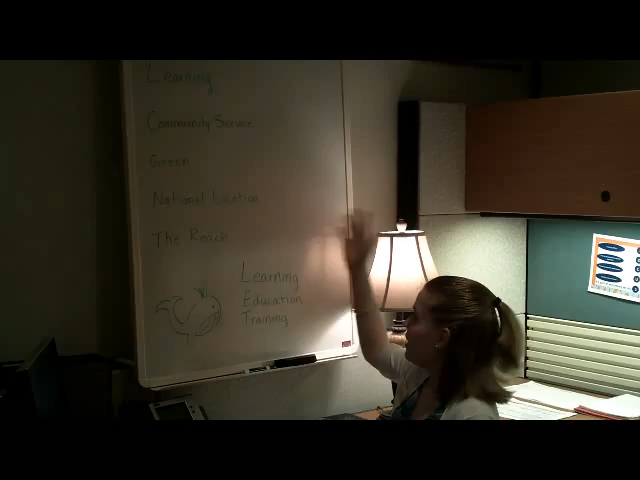 Learning
Community Service
Green
National Location
The Reach
Learning
Education
Training